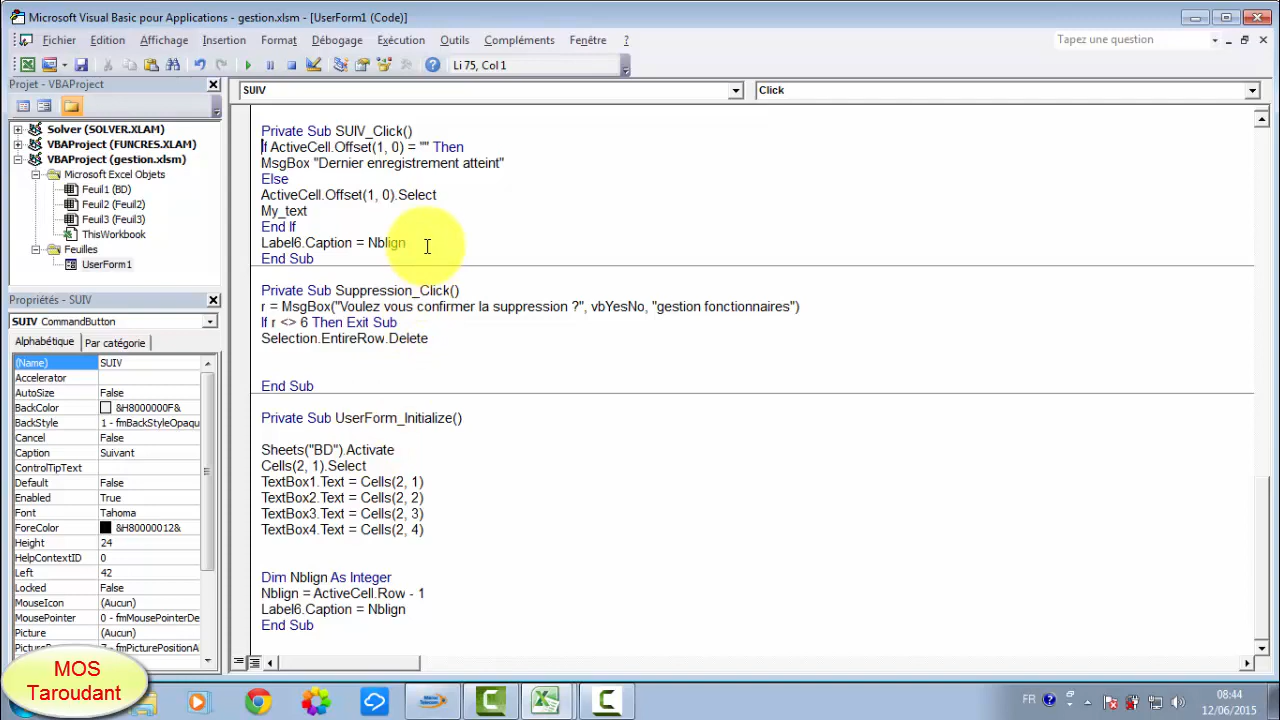 Microsoft Visual Basic pour Applications - gestion.xlsm - [UserForm1 (Code)]
Fichier Edition Affichage Insertion Format Débogage Exécution Outils Compléments Fenêtre ?
Tapez une question
Li 75, Col 1
Projet - VBAProject
SUIV
Click
Solver (SOLVER.XLAM)
VBAProject (FUNCRES.XLAM)
VBAProject (gestion.xlsm)
Microsoft Excel Objets
Feuil1 (BD)
Feuil2 (Feuil2)
Feuil3 (Feuil3)
ThisWorkbook
Feuilles
UserForm1
Propriétés - SUIV
SUIV CommandButton
Alphabétique Par catégorie
(Name) SUIV
Accelerator
AutoSize False
BackColor &H8000000F&
BackStyle 1 - fmBackStyleOpaqu
Cancel False
Caption Suivant
ControlTipText
Default False
Enabled True
Font Tahoma
ForeColor &H80000012&
Height 24
HelpContextID 0
Left 42
Locked False
MouseIcon (Aucun)
MousePointer 0 - fmMousePointerDe
Picture (Aucun)
7 - fmPicturePositionA
Private Sub SUIV_Click()
If ActiveCell.Offset(1, 0) = "" Then
MsgBox "Dernier enregistrement atteint"
Else
ActiveCell.Offset(1, 0).Select
My_text
End If
Label6.Caption = Nblign
End Sub
Private Sub Suppression_Click()
r = MsgBox("Voulez vous confirmer la suppression ?", vbYesNo, "gestion fonctionnaires")
If r <> 6 Then Exit Sub
Selection.EntireRow.Delete
End Sub
Private Sub UserForm_Initialize()
Sheets("BD").Activate
Cells(2, 1).Select
TextBox1.Text = Cells(2, 1)
TextBox2.Text = Cells(2, 2)
TextBox3.Text = Cells(2, 3)
TextBox4.Text = Cells(2, 4)
Dim Nblign As Integer
Nblign = ActiveCell.Row - 1
Label6.Caption = Nblign
End Sub
MOS
Taroudant
FR
08:44
12/06/2015